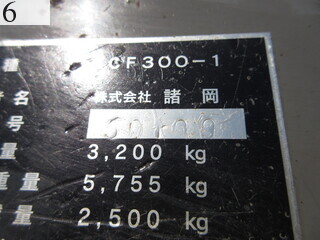 6
種 CF300-1
名 株式会社 諸岡
号
量 3,200 kg
重量 5,755 kg
量 2,500 kg